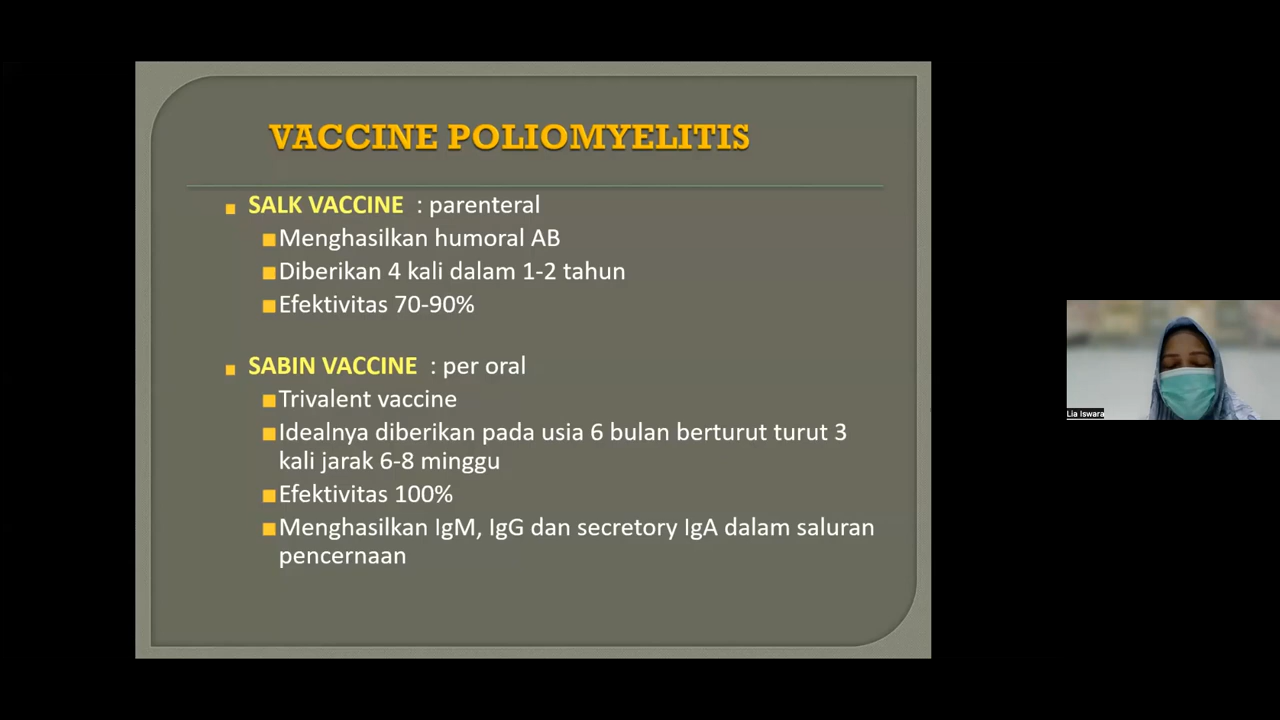 VACCINE POLIOMYELITIS
SALK VACCINE : parenteral
Menghasilkan humoral AB
Diberikan 4 kali dalam 1-2 tahun
Efektivitas 70-90%
SABIN VACCINE : per oral
Trivalent vaccine
Idealnya diberikan pada usia 6 bulan berturut turut 3
kali jarak 6-8 minggu
Efektivitas 100%
Menghasilkan IgM, IgG dan secretory IgA dalam saluran
pencernaan
Lia Iswara